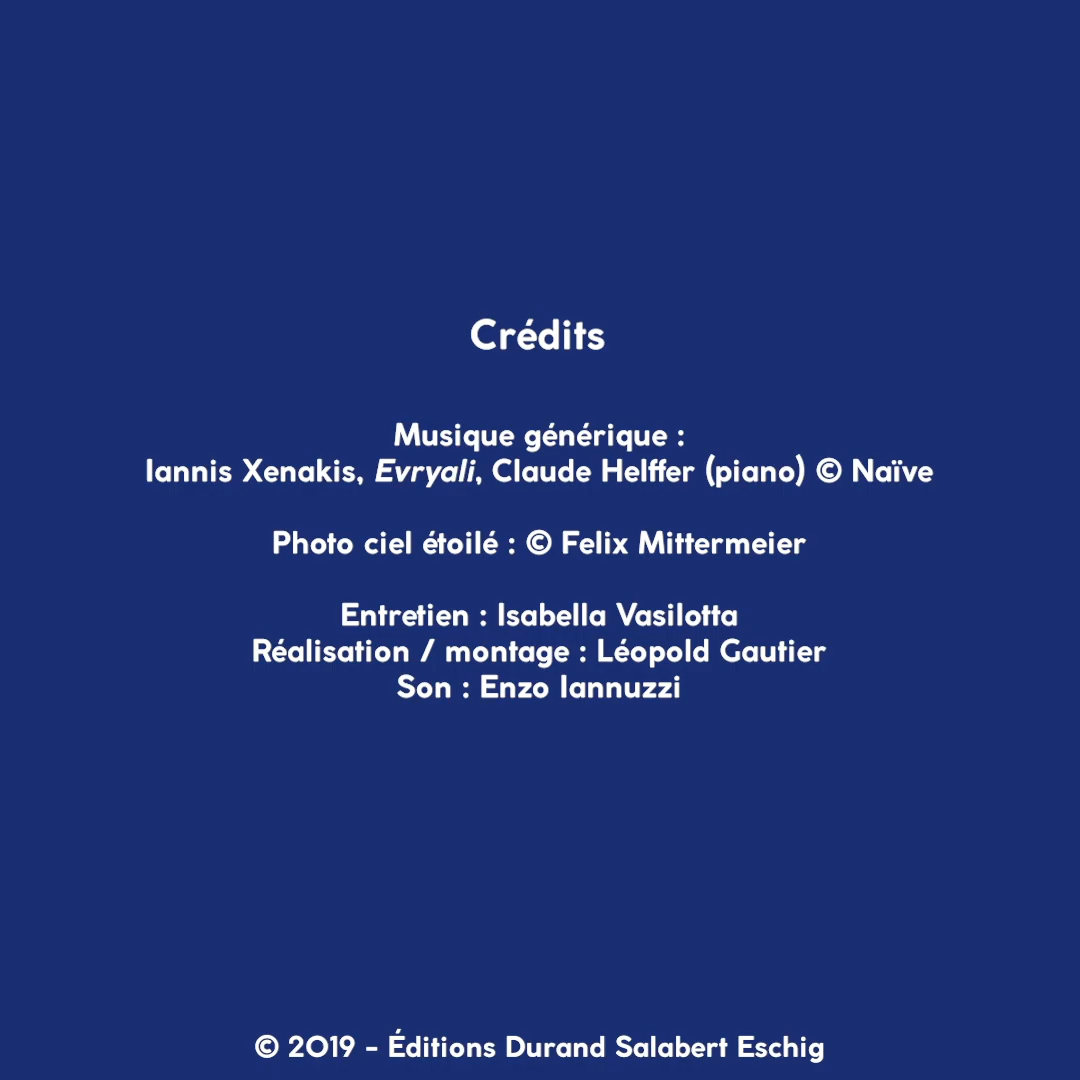 Crédits
Musique générique :
Iannis Xenakis, Evryali, Claude Helffer (piano) © Naïve
Photo ciel étoilé : © Felix Mittermeier
Entretien : Isabella Vasilotta
Réalisation / montage : Léopold Gautier
Son : Enzo Iannuzzi
© 2019 - Éditions Durand Salabert Eschig